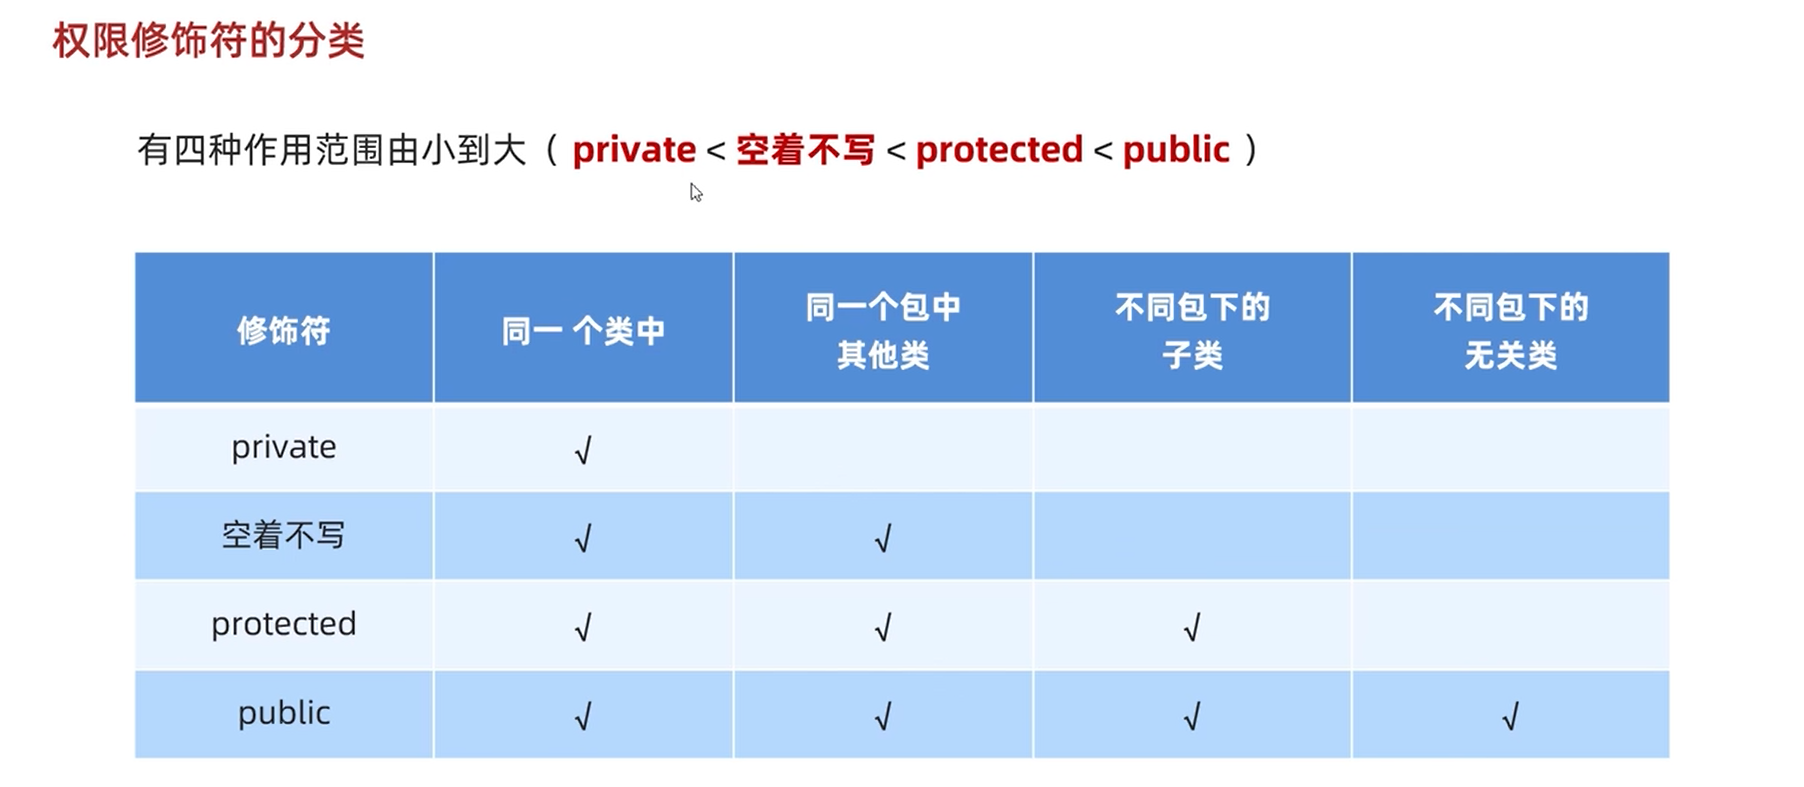 权限修饰符的分类
有四种作用范围由小到大（ private < 空着不写 < protected < public ）
修饰符 同一 个类中 同一个包中 其他类 不同包下的 子类 不同包下的 无关类
private √
空着不写 √ √
protected √ √ √
public √ √ √ √